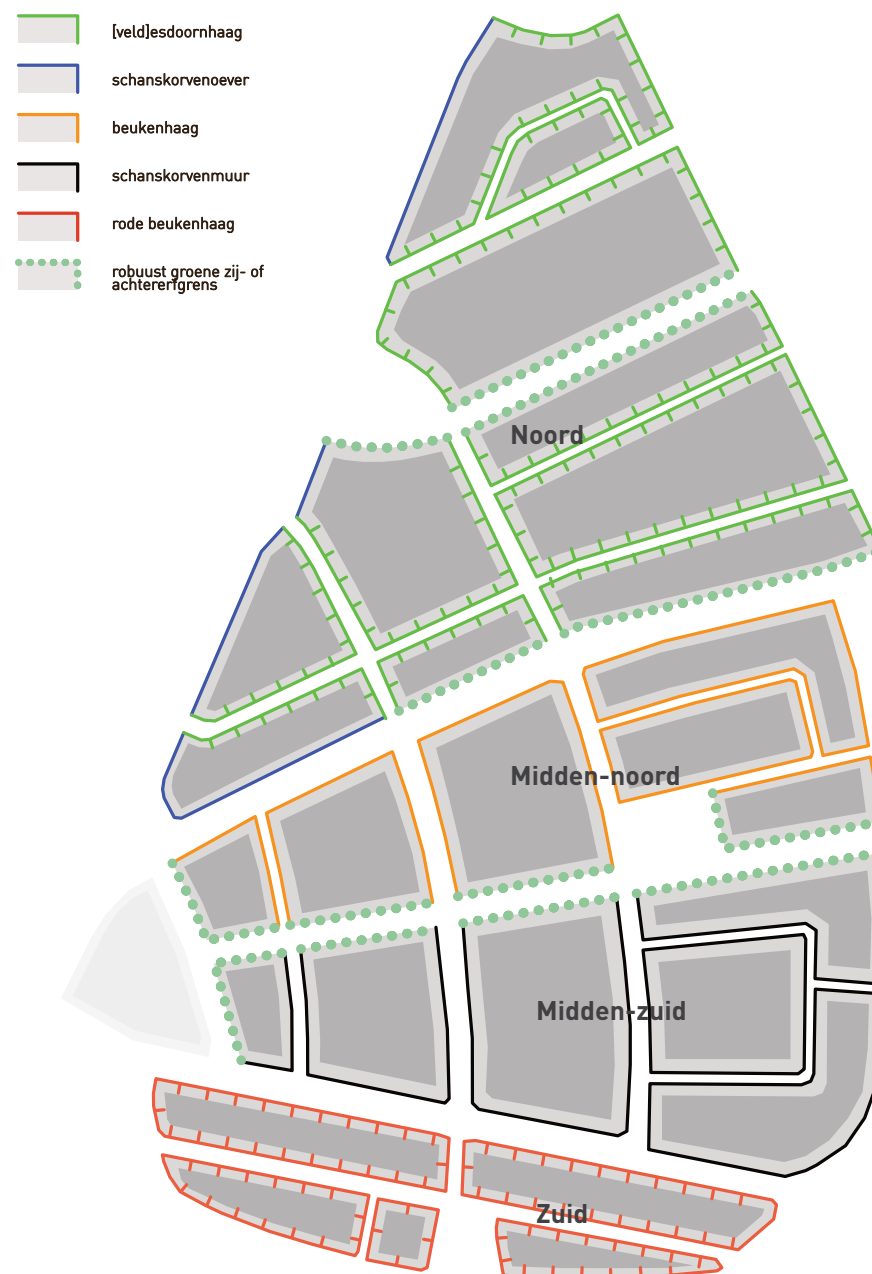 [veld]esdoornhaag
schanskorvenoever
beukenhaag
schanskorvenmuur
rode beukenhaag
robuust groene zij- of
achtererfgrens
Noord
Midden-noord
Midden-zuid
Zuid